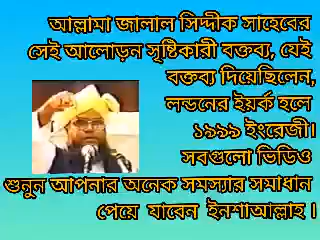 আল্লামা জালাল সিদ্দীক সাহেবের
সেই আলোড়ন সৃষ্টিকারী বক্তব্য, যেই
বক্তব্য দিয়েছিলেন,
লন্ডনের ইয়র্ক হলে
১৯৯৯ ইংরেজী।
সবগুলো ভিডিও
শুনুন আপনার অনেক সমস্যার সমাধান
পেয়ে যাবেন ইনশাআল্লাহ।